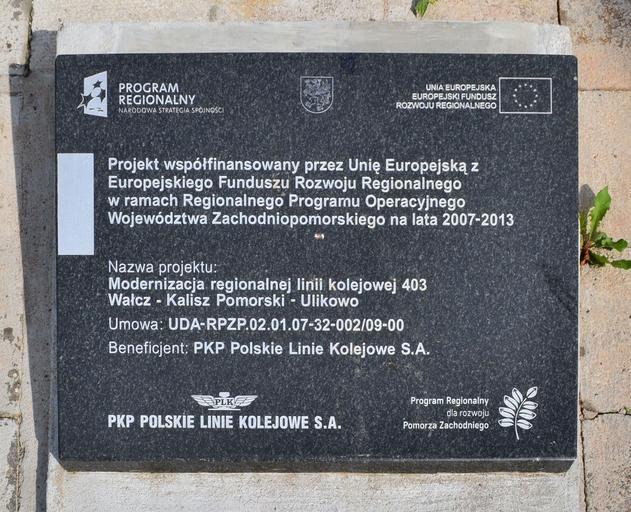 PROGRAM
REGIONALNY
NARODOWA STRATEGIA SPÓJNOŚCI
UNIA EUROPEJSKA
EUROPEJSKI FUNDUSZ
ROZWOJU REGIONALNEGO
Projekt współfinansowany przez Unię Europejską z
Europejskiego Funduszu Rozwoju Regionalnego
w ramach Regionalnego Programu Operacyjnego
Województwa Zachodniopomorskiego na lata 2007-2013
Nazwa projektu:
Modernizacja regionalnej linii kolejowej 403
Wałcz - Kalisz Pomorski - Ulikowo
Umowa: UDA-RPZP.02.01.07-32-002/09-00
Beneficjent: PKP Polskie Linie Kolejowe S.A.
PLK
PKP POLSKIE LINIE KOLEJOWE S.A.
Program Regionalny
dla rozwoju
Pomorza Zachodniego